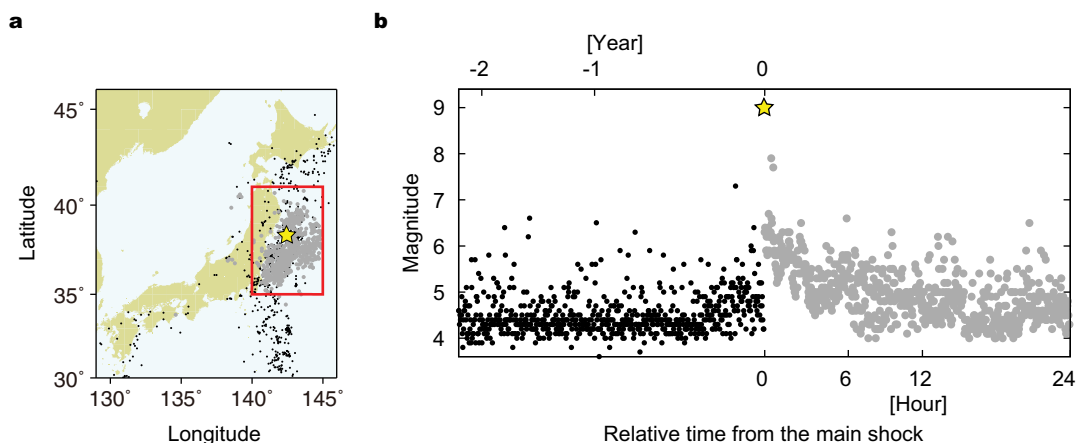 a
45˚
40˚
35˚
30˚
130˚ 135˚ 140˚ 145˚
Latitude
Longitude
b
[Year]
-2 -1 0
9
8
7
6
5
4
Magnitude
0 6 12 24
[Hour]
Relative time from the main shock